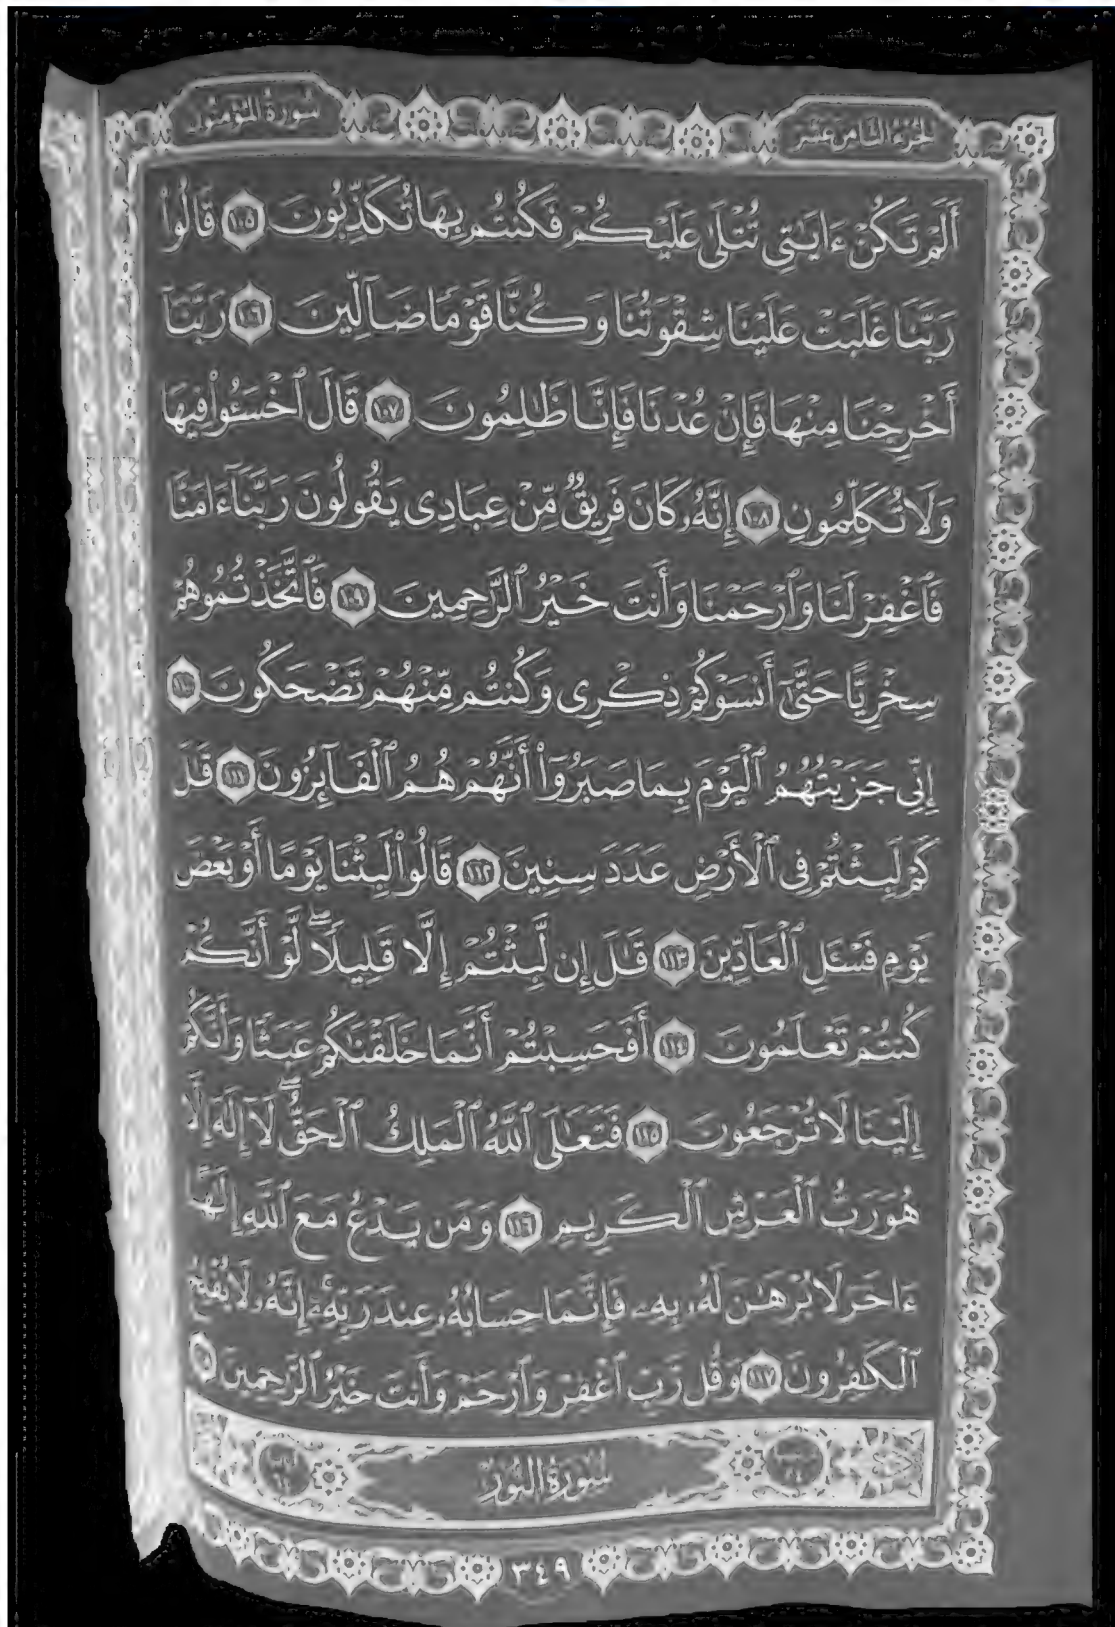 سورة المؤمنون
الجزء الثامن عشر
أَلَمْ تَكُنْ ءَايَٰتِى تُتْلَىٰ عَلَيْكُمْ فَكُنتُم بِهَا تُكَذِّبُونَ ١٠٥ قَالُوا۟
رَبَّنَا غَلَبَتْ عَلَيْنَا شِقْوَتُنَا وَكُنَّا قَوْمًا ضَآلِّينَ ١٠٦ رَبَّنَآ
أَخْرِجْنَا مِنْهَا فَإِنْ عُدْنَا فَإِنَّا ظَٰلِمُونَ ١٠٧ قَالَ ٱخْسَـُٔوا۟ فِيهَا
وَلَا تُكَلِّمُونِ ١٠٨ إِنَّهُۥ كَانَ فَرِيقٌ مِّنْ عِبَادِى يَقُولُونَ رَبَّنَآ ءَامَنَّا
فَٱغْفِرْ لَنَا وَٱرْحَمْنَا وَأَنتَ خَيْرُ ٱلرَّٰحِمِينَ ١٠٩ فَٱتَّخَذْتُمُوهُمْ
سِخْرِيًّا حَتَّىٰٓ أَنسَوْكُمْ ذِكْرِى وَكُنتُم مِّنْهُمْ تَضْحَكُونَ ١١٠
إِنِّى جَزَيْتُهُمُ ٱلْيَوْمَ بِمَا صَبَرُوٓا۟ أَنَّهُمْ هُمُ ٱلْفَآئِزُونَ ١١١ قَٰلَ
كَمْ لَبِثْتُمْ فِى ٱلْأَرْضِ عَدَدَ سِنِينَ ١١٢ قَالُوا۟ لَبِثْنَا يَوْمًا أَوْ بَعْضَ
يَوْمٍ فَسْـَٔلِ ٱلْعَآدِّينَ ١١٣ قَٰلَ إِن لَّبِثْتُمْ إِلَّا قَلِيلًا ۖ لَّوْ أَنَّكُمْ
كُنتُمْ تَعْلَمُونَ ١١٤ أَفَحَسِبْتُمْ أَنَّمَا خَلَقْنَٰكُمْ عَبَثًا وَأَنَّكُمْ
إِلَيْنَا لَا تُرْجَعُونَ ١١٥ فَتَعَٰلَى ٱللَّهُ ٱلْمَلِكُ ٱلْحَقُّ ۖ لَآ إِلَٰهَ إِلَّا
هُوَ رَبُّ ٱلْعَرْشِ ٱلْكَرِيمِ ١١٦ وَمَن يَدْعُ مَعَ ٱللَّهِ إِلَٰهًا
ءَاخَرَ لَا بُرْهَٰنَ لَهُۥ بِهِۦ فَإِنَّمَا حِسَابُهُۥ عِندَ رَبِّهِۦٓ ۚ إِنَّهُۥ لَا يُفْلِحُ
ٱلْكَٰفِرُونَ ١١٧ وَقُل رَّبِّ ٱغْفِرْ وَٱرْحَمْ وَأَنتَ خَيْرُ ٱلرَّٰحِمِينَ
سورة النور
٣٤٩